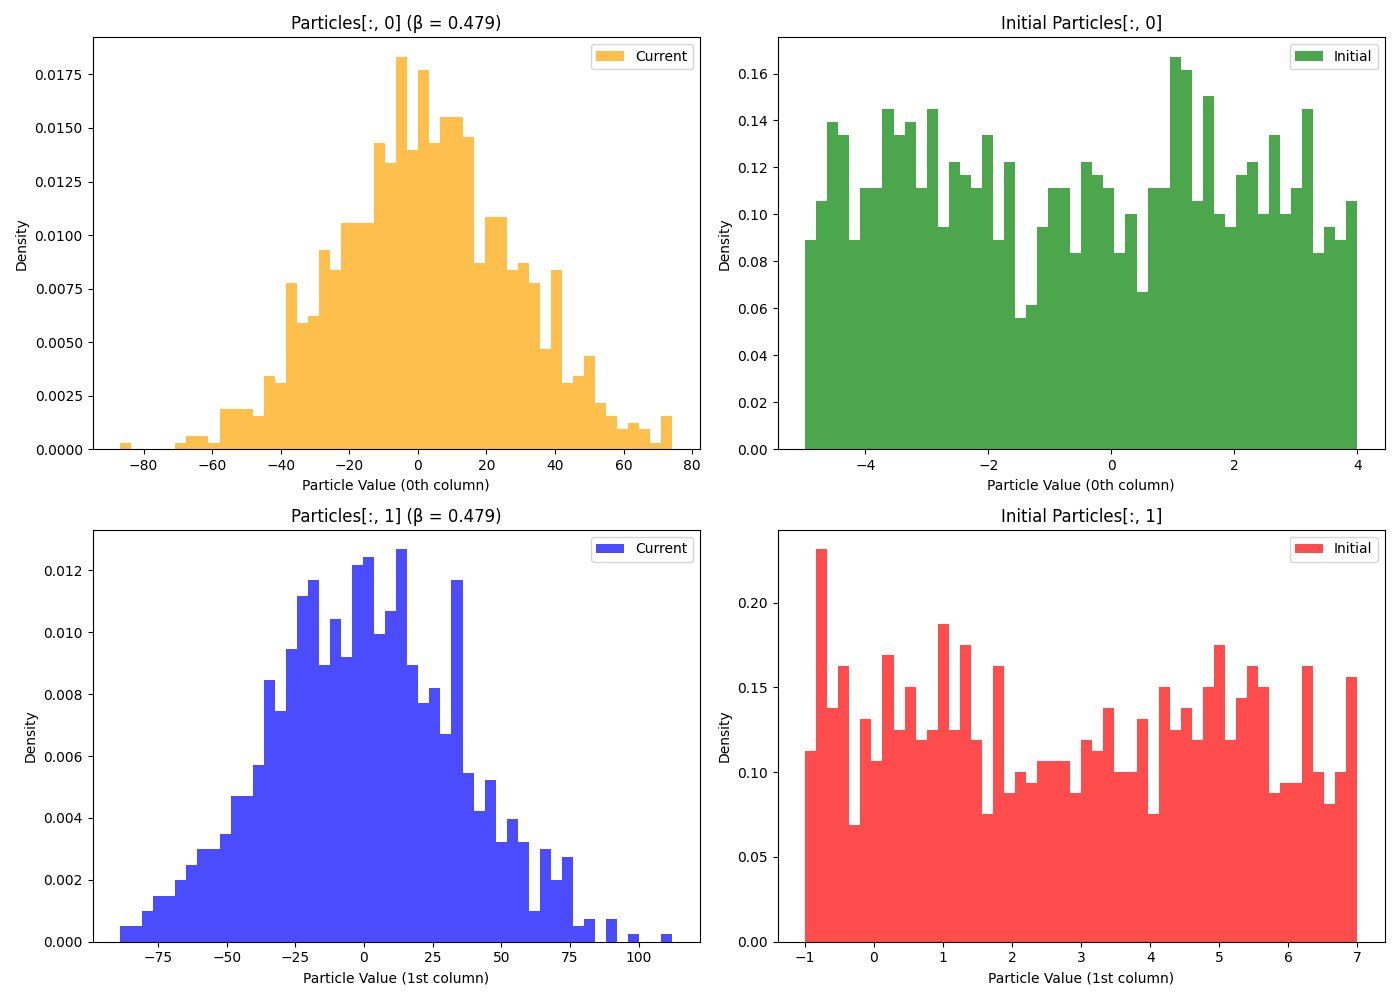 Particles[:, 0] (β = 0.479)
Current
Density
0.0175
0.0150
0.0125
0.0100
0.0075
0.0050
0.0025
0.0000
−80 −60 −40 −20 0 20 40 60 80
Particle Value (0th column)
Initial Particles[:, 0]
Initial
Density
0.16
0.14
0.12
0.10
0.08
0.06
0.04
0.02
0.00
−4 −2 0 2 4
Particle Value (0th column)
Particles[:, 1] (β = 0.479)
Current
Density
0.012
0.010
0.008
0.006
0.004
0.002
0.000
−75 −50 −25 0 25 50 75 100
Particle Value (1st column)
Initial Particles[:, 1]
Initial
Density
0.20
0.15
0.10
0.05
0.00
−1 0 1 2 3 4 5 6 7
Particle Value (1st column)